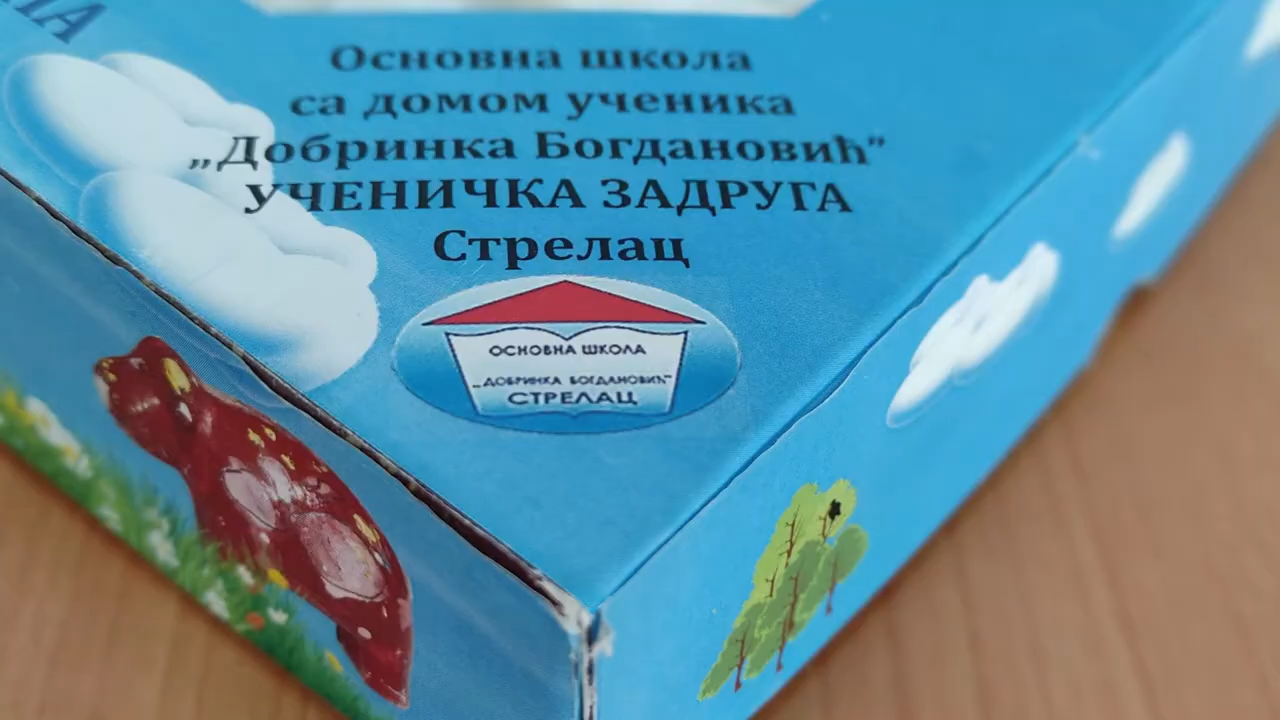 Основна школа
са домом ученика
„Добринка Богдановић”
УЧЕНИЧКА ЗАДРУГА
Стрелац
ОСНОВНА ШКОЛА
„ДОБРИНКА БОГДАНОВИЋ”
СТРЕЛАЦ